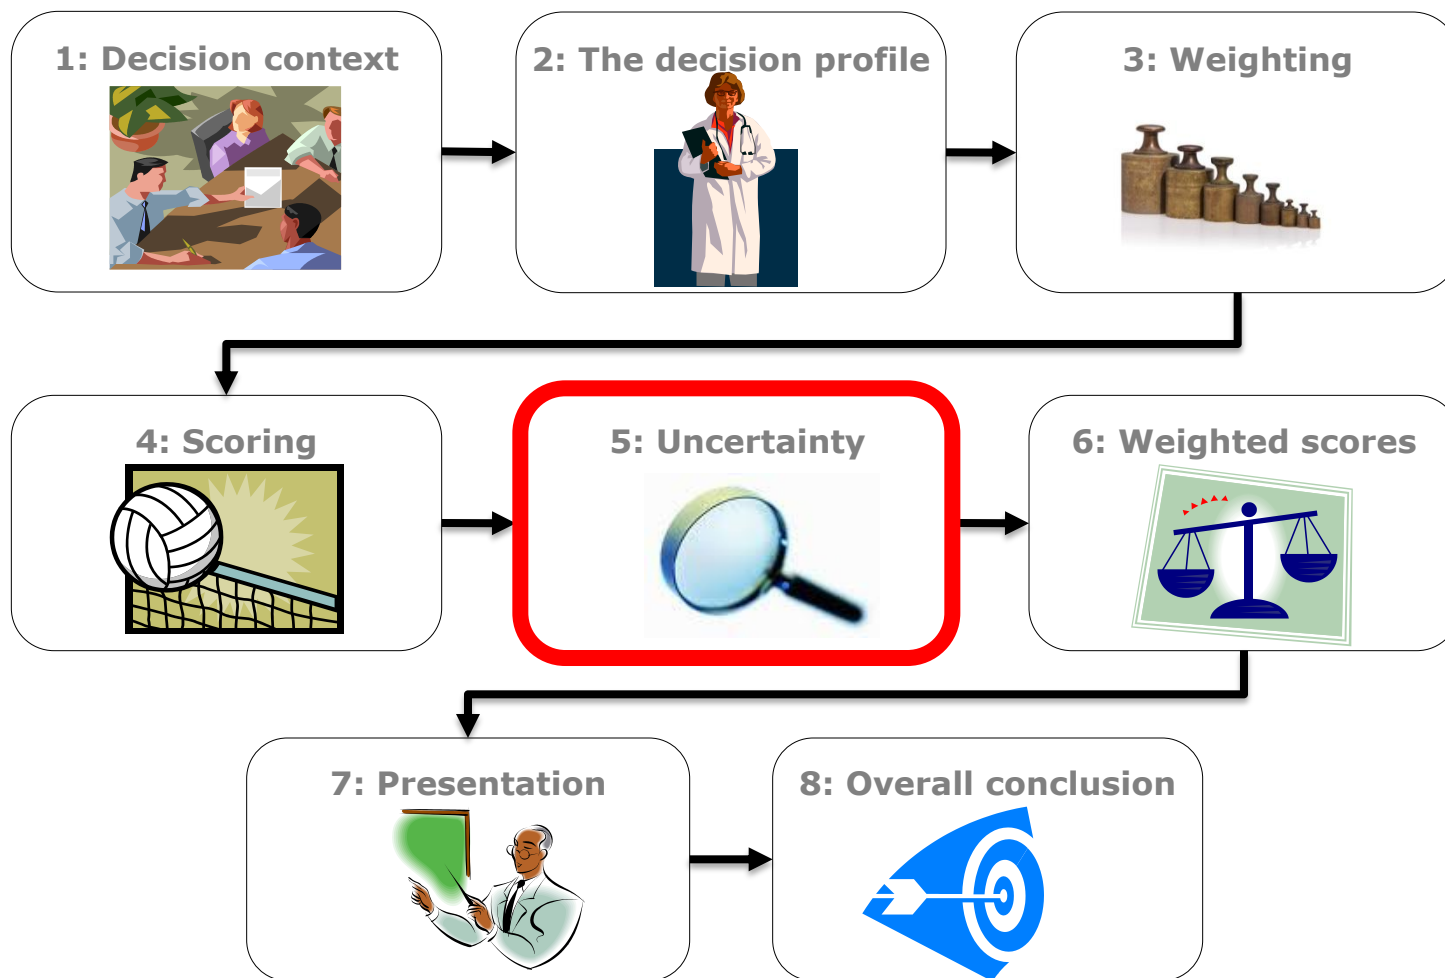 1: Decision context
2: The decision profile
3: Weighting
4: Scoring
5: Uncertainty
6: Weighted scores
7: Presentation
8: Overall conclusion